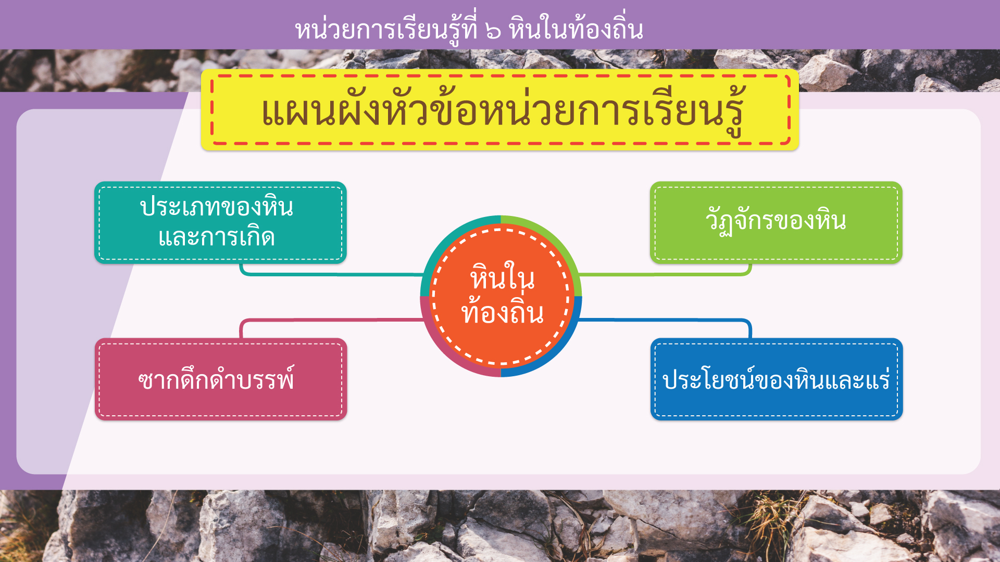 หน่วยการเรียนรู้ที่ ๖ หินในท้องถิ่น
แผนผังหัวข้อหน่วยการเรียนรู้
ประเภทของหิน
และการเกิด
วัฏจักรของหิน
หินใน
ท้องถิ่น
ซากดึกดำบรรพ์
ประโยชน์ของหินและแร่